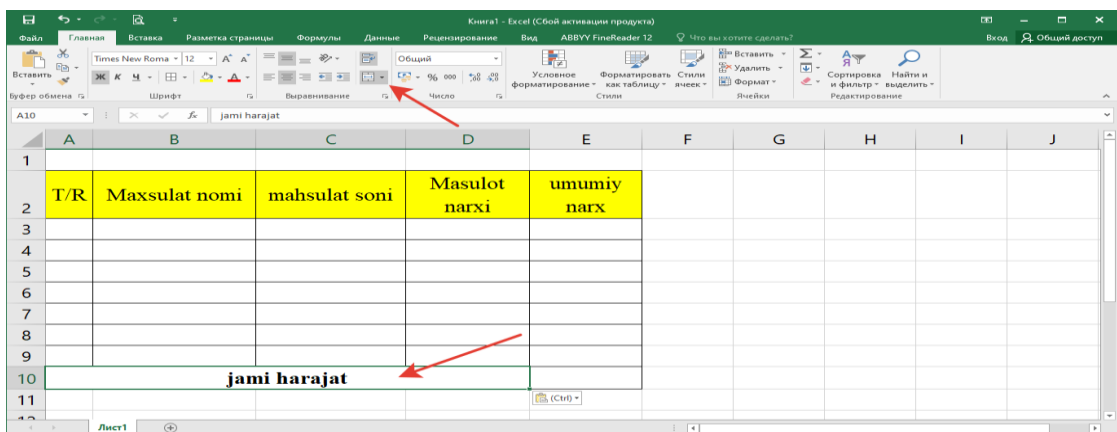 Книга1 - Excel (Сбой активации продукта)
Файл Главная Вставка Разметка страницы Формулы Данные Рецензирование Вид ABBYY FineReader 12 Что вы хотите сделать? Вход Общий доступ
Вставить
Times New Roma 12
Ж К Ч
Общий
% 000
Условное форматирование
Форматировать как таблицу
Стили ячеек
Вставить
Удалить
Формат
Сортировка и фильтр
Найти и выделить
Буфер обмена Шрифт Выравнивание Число Стили Ячейки Редактирование
A10 fx jami harajat
A B C D E F G H I J
1
2 T/R Maxsulat nomi mahsulat soni Masulot narxi umumiy narx
3
4
5
6
7
8
9
10 jami harajat
11 (Ctrl)
Лист1